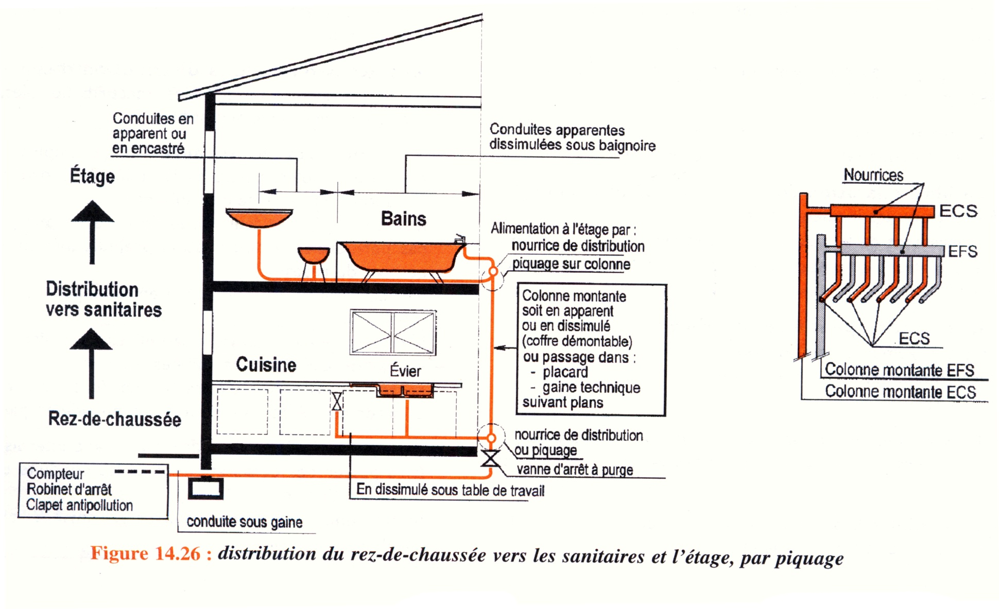 Conduites en
apparent ou
en encastré
Conduites apparentes
dissimulées sous baignoire
Étage
Bains
Alimentation à l'étage par :
nourrice de distribution
piquage sur colonne
Distribution
vers sanitaires
Colonne montante
soit en apparent
ou en dissimulé
(coffre démontable)
ou passage dans :
- placard
- gaine technique
suivant plans
Cuisine
Évier
Rez-de-chaussée
nourrice de distribution
ou piquage
vanne d'arrêt à purge
Compteur
Robinet d'arrêt
Clapet antipollution
En dissimulé sous table de travail
conduite sous gaine
Nourrices
ECS
EFS
ECS
Colonne montante EFS
Colonne montante ECS
Figure 14.26 : distribution du rez-de-chaussée vers les sanitaires et l'étage, par piquage